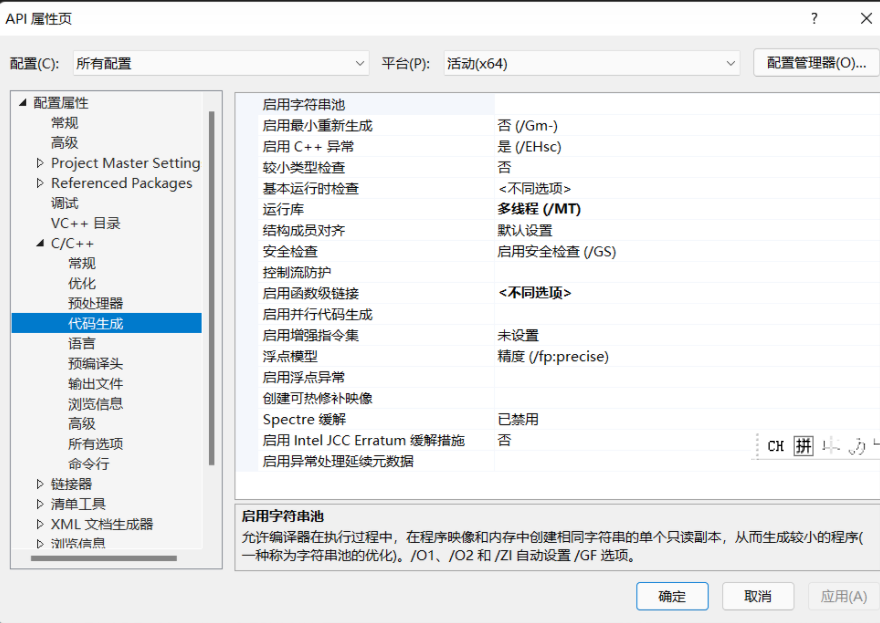 API 属性页
?
配置(C):
所有配置
平台(P):
活动(x64)
配置管理器(O)...
配置属性
常规
高级
Project Master Setting
Referenced Packages
调试
VC++ 目录
C/C++
常规
优化
预处理器
代码生成
语言
预编译头
输出文件
浏览信息
高级
所有选项
命令行
链接器
清单工具
XML 文档生成器
浏览信息
启用字符串池
启用最小重新生成 否 (/Gm-)
启用 C++ 异常 是 (/EHsc)
较小类型检查 否
基本运行时检查 <不同选项>
运行库 多线程 (/MT)
结构成员对齐 默认设置
安全检查 启用安全检查 (/GS)
控制流防护
启用函数级链接 <不同选项>
启用并行代码生成
启用增强指令集 未设置
浮点模型 精度 (/fp:precise)
启用浮点异常
创建可热修补映像
Spectre 缓解 已禁用
启用 Intel JCC Erratum 缓解措施 否
启用异常处理延续元数据
CH 拼
启用字符串池
允许编译器在执行过程中，在程序映像和内存中创建相同字符串的单个只读副本，从而生成较小的程序(
一种称为字符串池的优化)。/O1、/O2 和 /ZI 自动设置 /GF 选项。
确定
取消
应用(A)